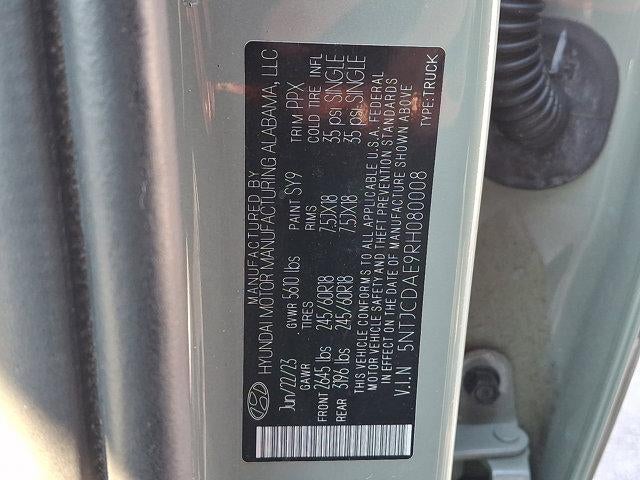 MANUFACTURED BY
HYUNDAI MOTOR MANUFACTURING ALABAMA, LLC
Jun/22/23 GVWR 5610 lbs PAINT SY9 TRIM PPX
GAWR TIRES RIMS COLD TIRE INFL
FRONT 2645 lbs 245/60R18 7.5JX18 35 psi SINGLE
REAR 3196 lbs 245/60R18 7.5JX18 35 psi SINGLE
THIS VEHICLE CONFORMS TO ALL APPLICABLE U.S.A. FEDERAL
MOTOR VEHICLE SAFETY AND THEFT PREVENTION STANDARDS
IN EFFECT ON THE DATE OF MANUFACTURE SHOWN ABOVE
V.I.N 5NTJCDAE9RH080008 TYPE:TRUCK